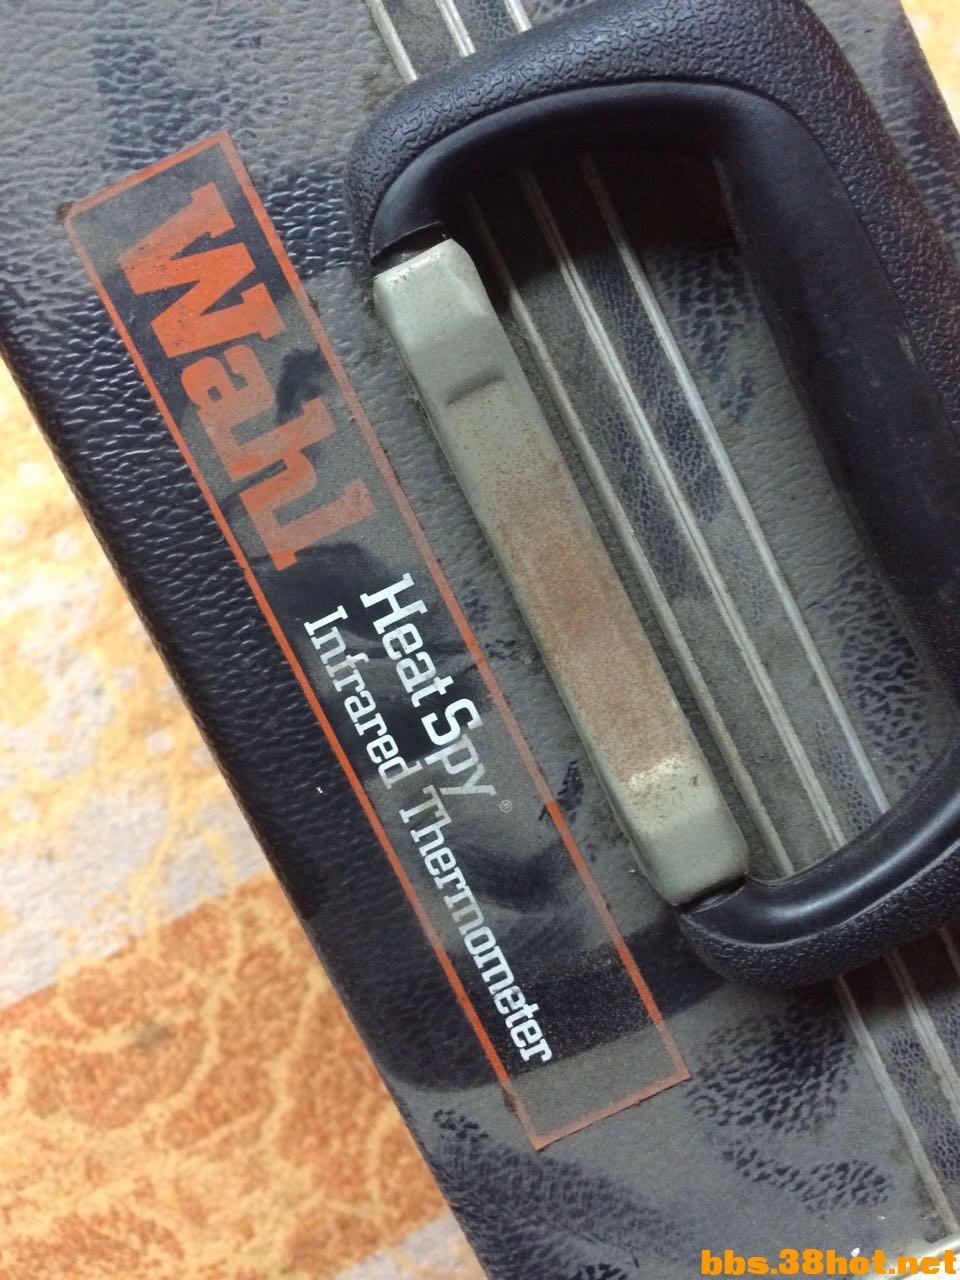 Wahl
Heat Spy®
Infrared Thermometer
bbs.38hot.net